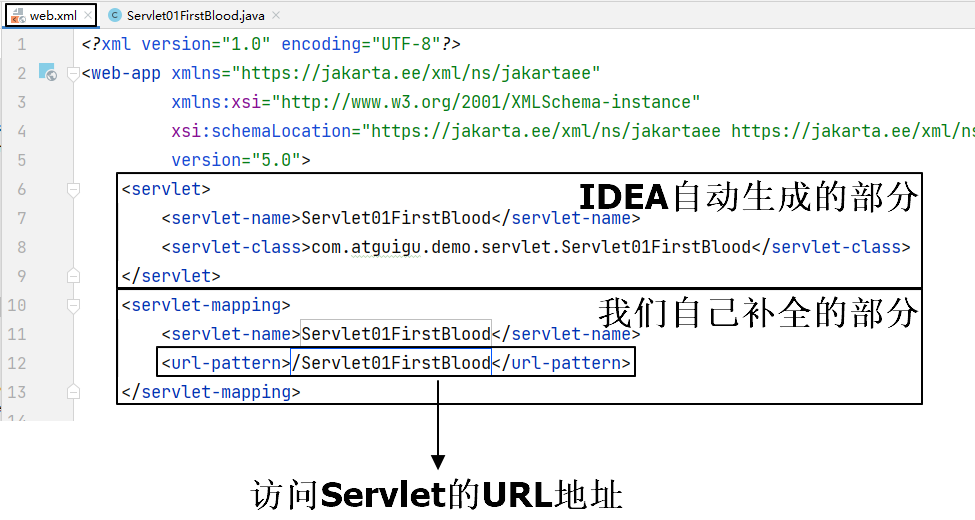 web.xml Servlet01FirstBlood.java
1 <?xml version="1.0" encoding="UTF-8"?>
2 <web-app xmlns="https://jakarta.ee/xml/ns/jakartaee"
3 xmlns:xsi="http://www.w3.org/2001/XMLSchema-instance"
4 xsi:schemaLocation="https://jakarta.ee/xml/ns/jakartaee https://jakarta.ee/xml/ns
5 version="5.0">
6 <servlet> IDEA自动生成的部分
7 <servlet-name>Servlet01FirstBlood</servlet-name>
8 <servlet-class>com.atguigu.demo.servlet.Servlet01FirstBlood</servlet-class>
9 </servlet>
10 <servlet-mapping> 我们自己补全的部分
11 <servlet-name>Servlet01FirstBlood</servlet-name>
12 <url-pattern>/Servlet01FirstBlood</url-pattern>
13 </servlet-mapping>
访问Servlet的URL地址